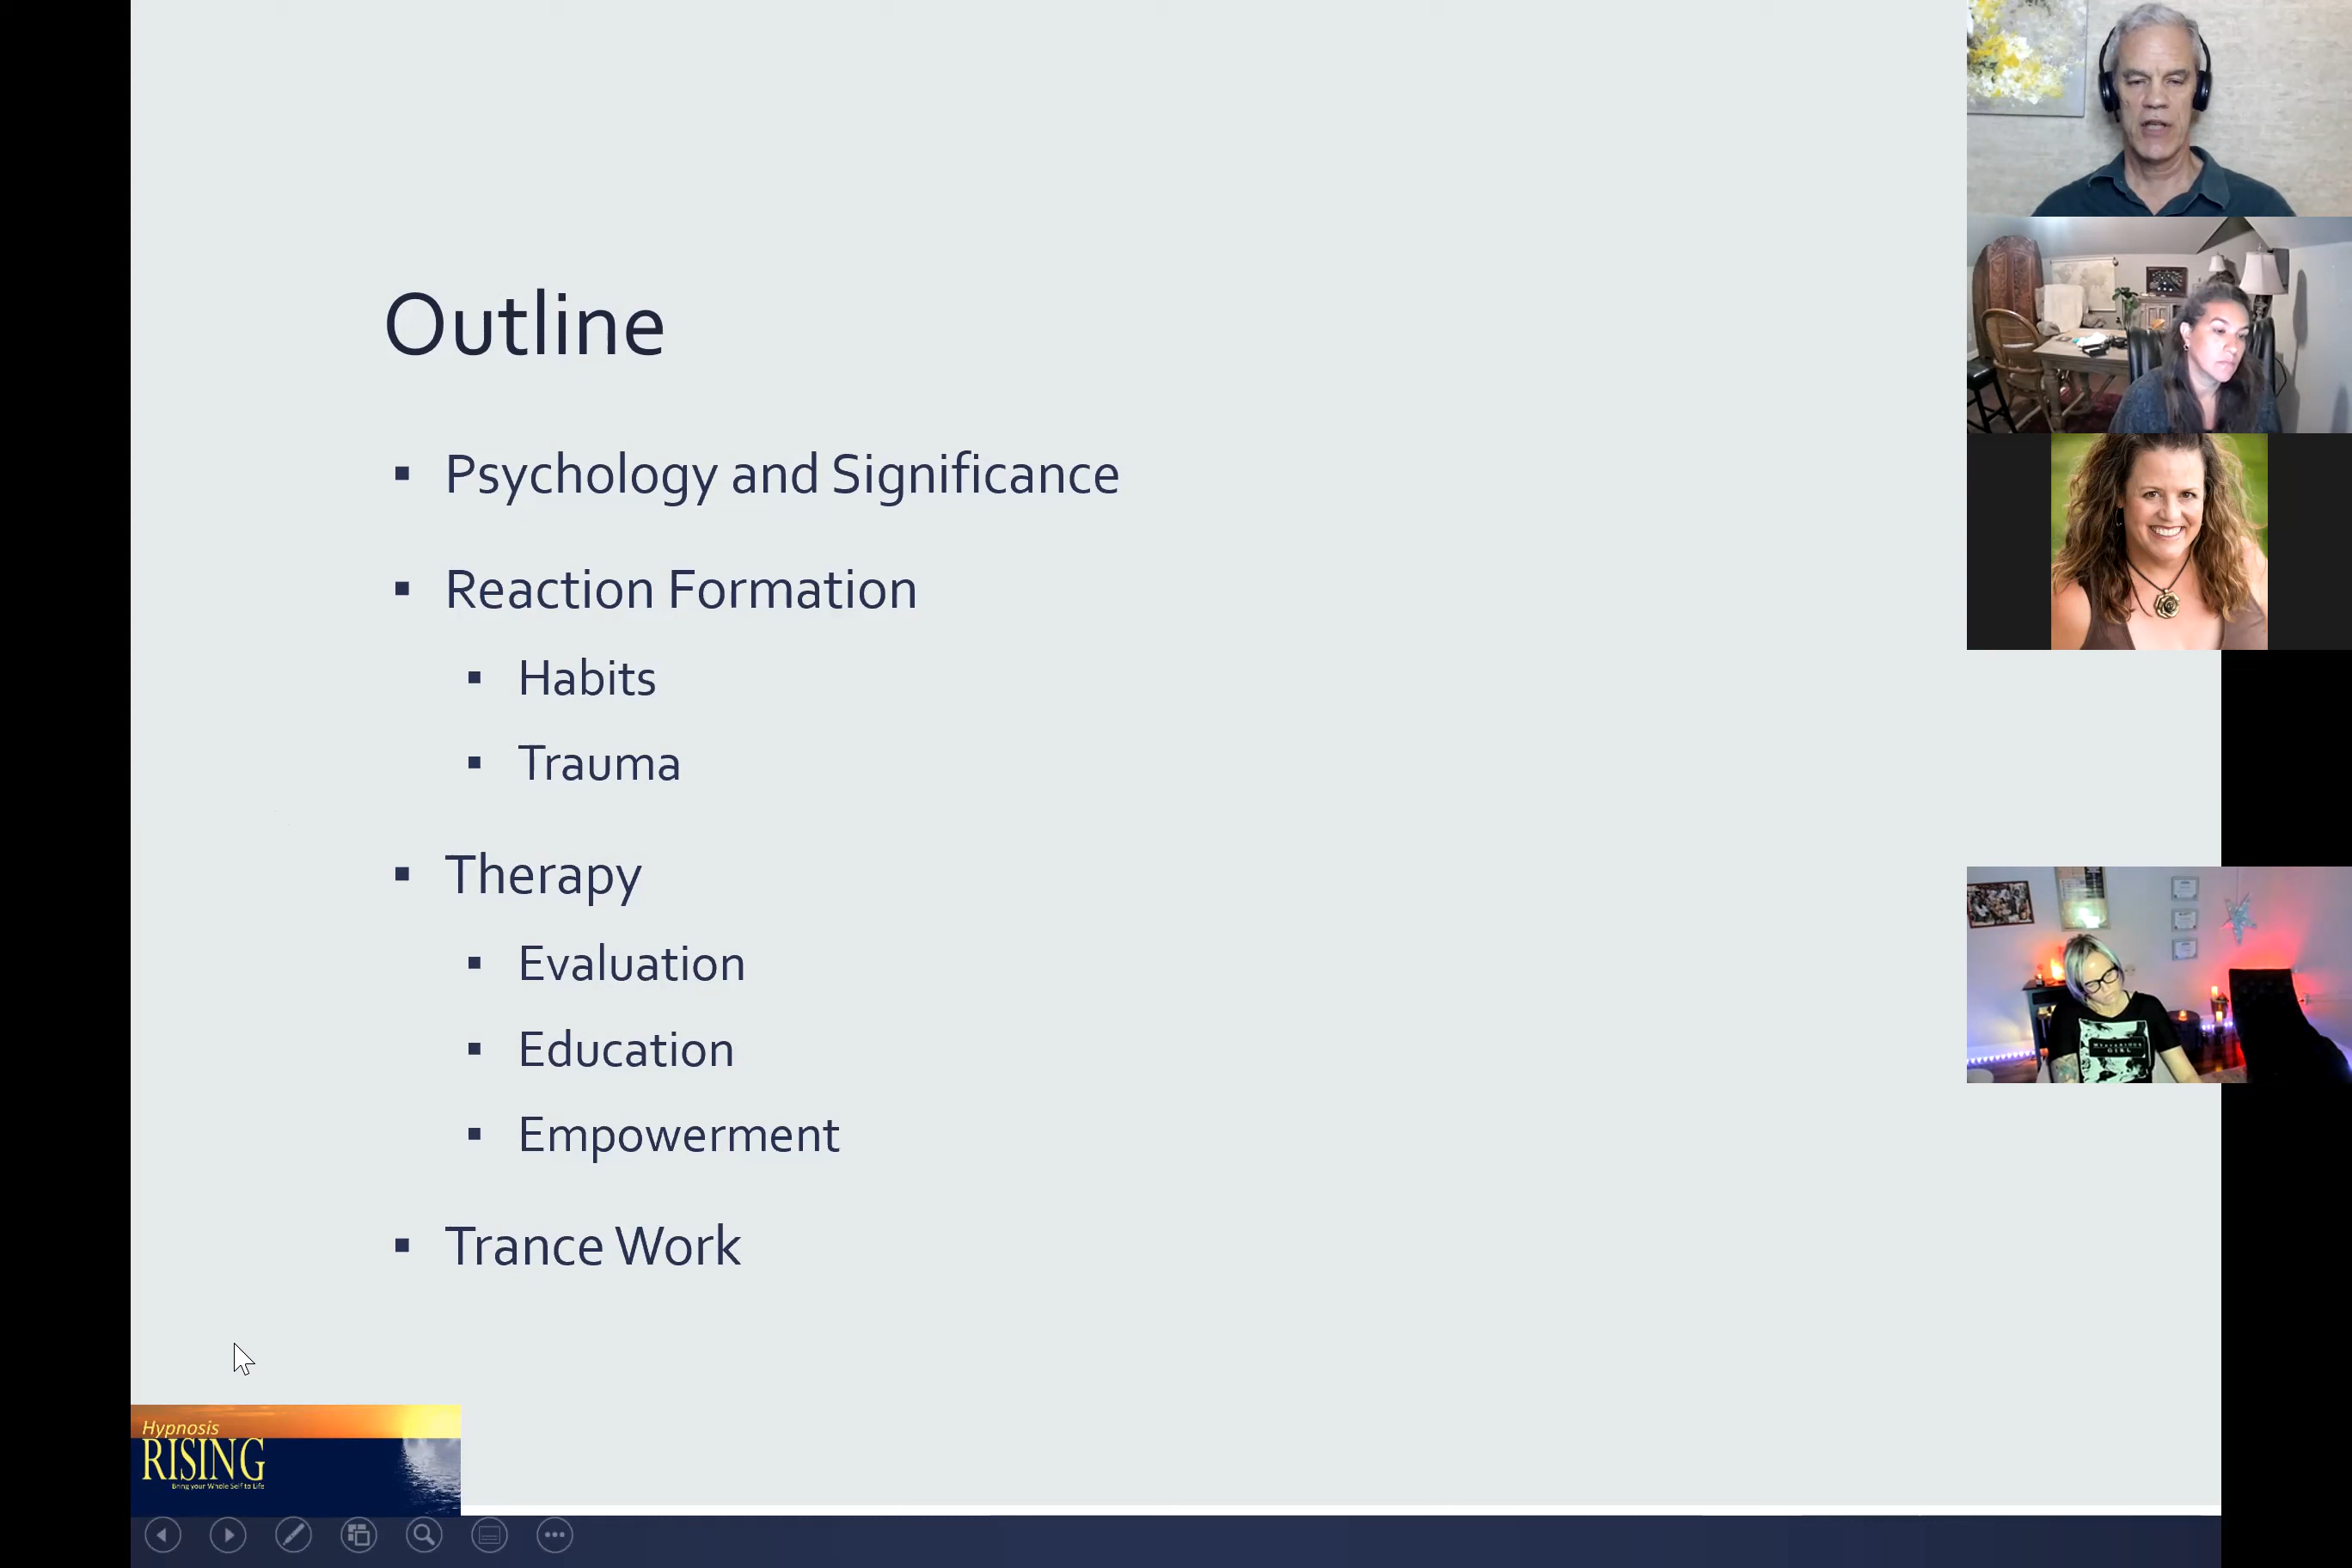 Outline
▪ Psychology and Significance
▪ Reaction Formation
▪ Habits
▪ Trauma
▪ Therapy
▪ Evaluation
▪ Education
▪ Empowerment
▪ Trance Work
Hypnosis
RISING
Bring your Whole Self to Life
GIRL